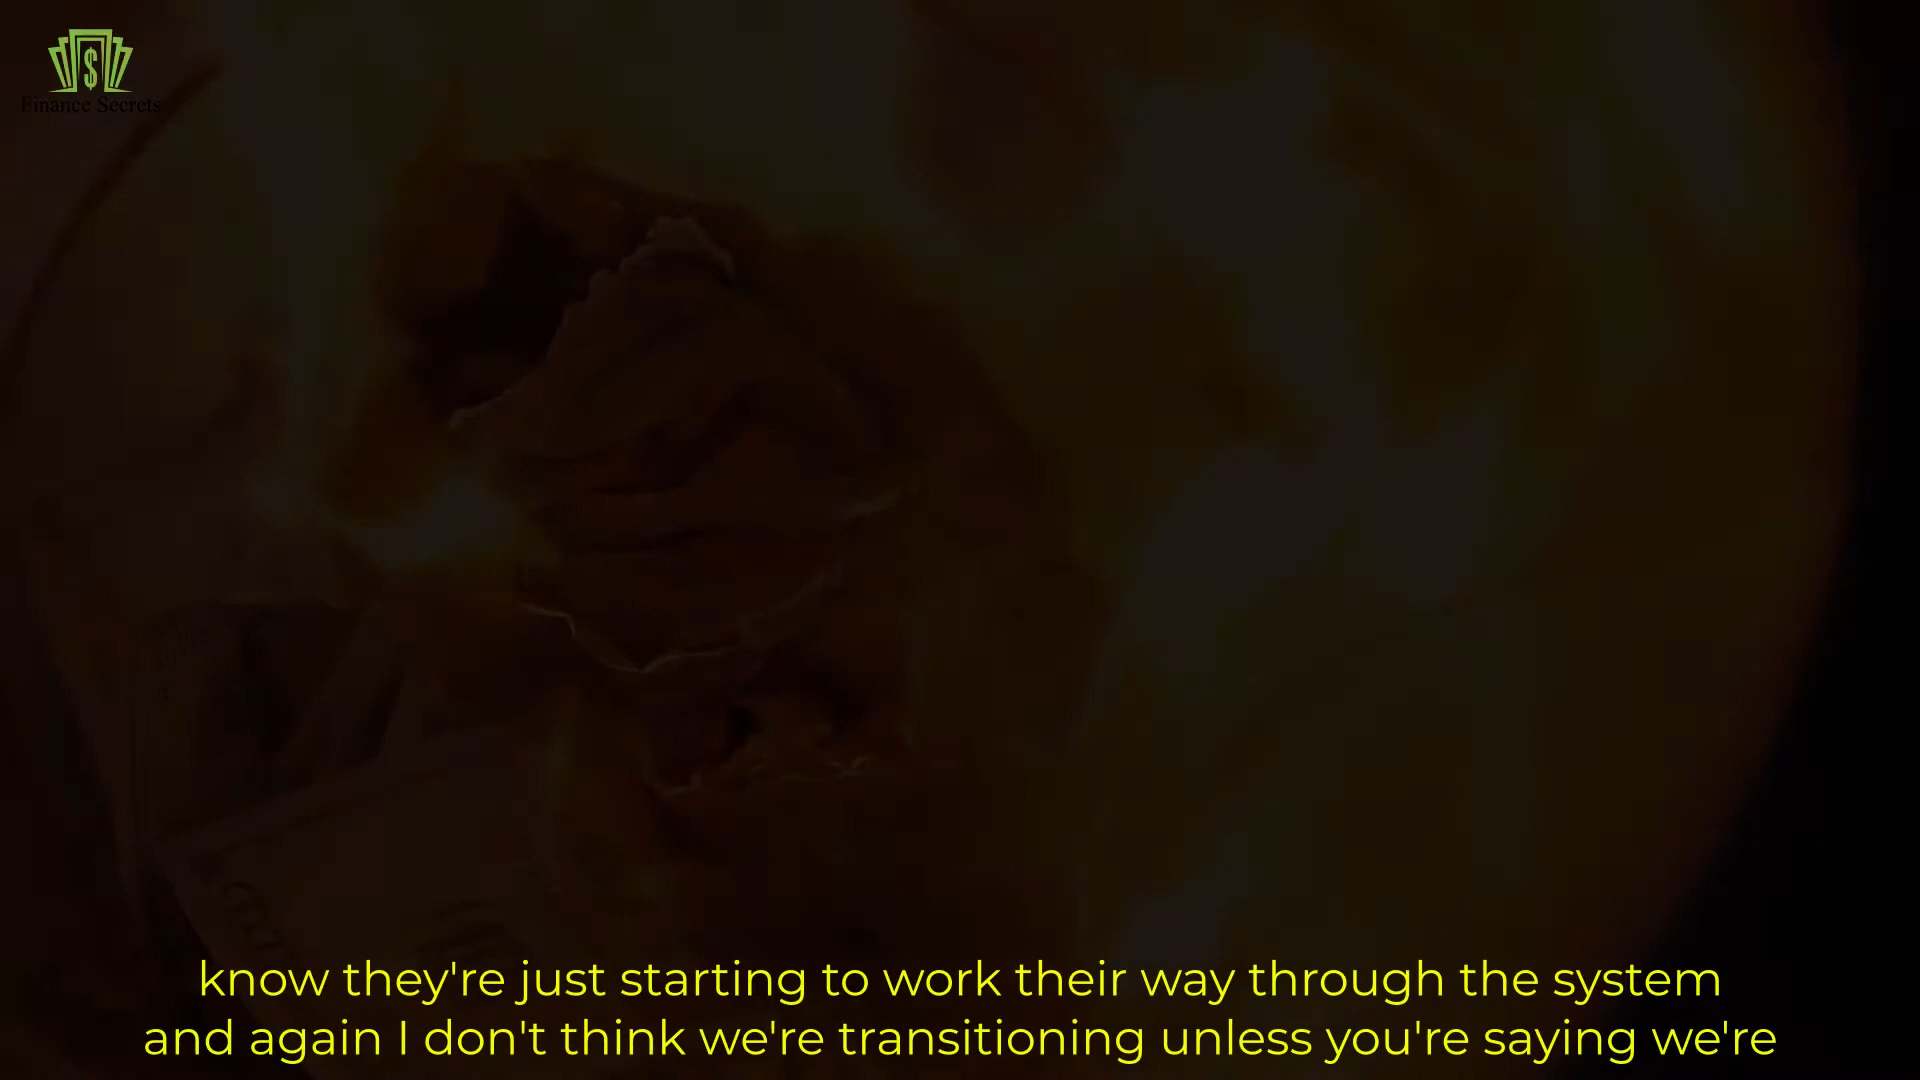 $
Finance Secrets
know they're just starting to work their way through the system
and again I don't think we're transitioning unless you're saying we're